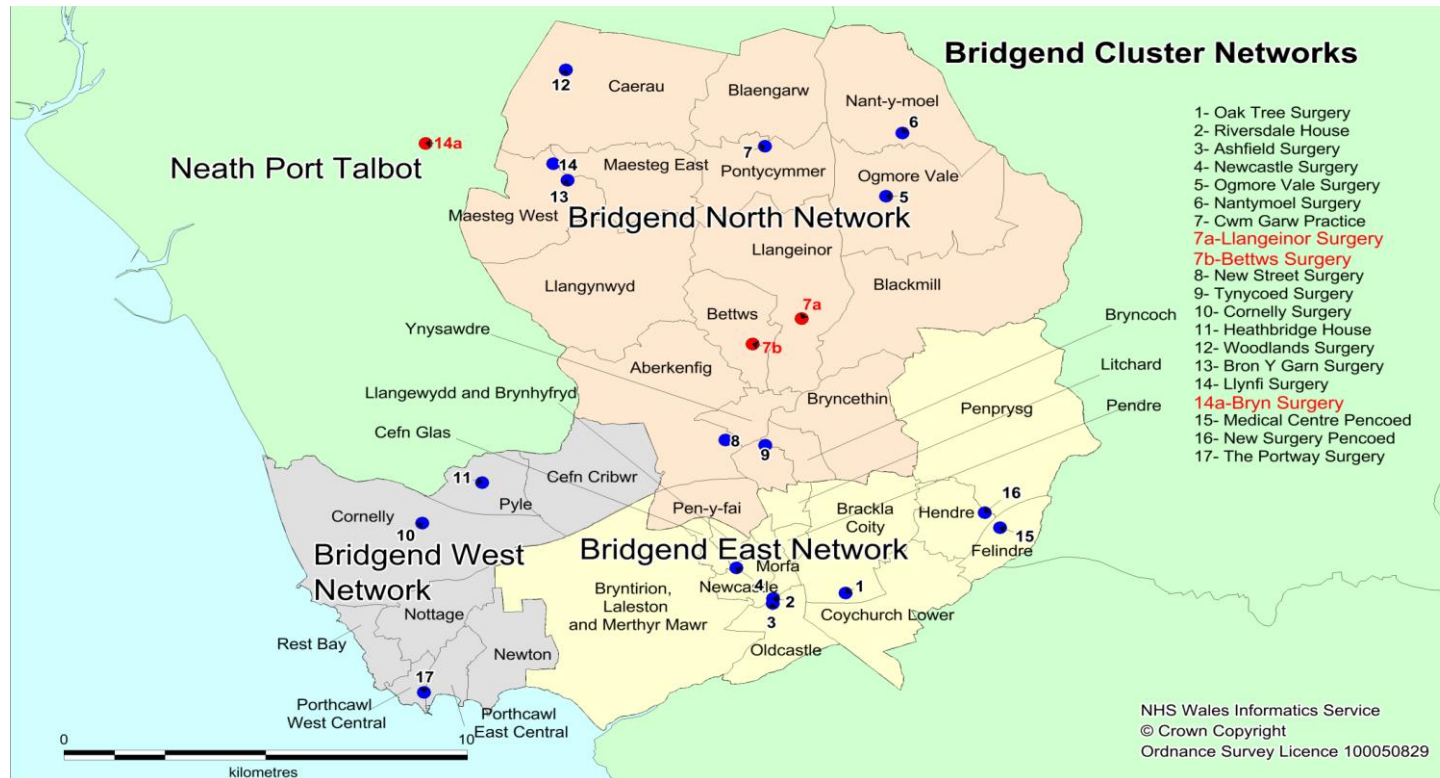 Bridgend Cluster Networks
1- Oak Tree Surgery
2- Riversdale House
3- Ashfield Surgery
4- Newcastle Surgery
5- Ogmore Vale Surgery
6- Nantymoel Surgery
7- Cwm Garw Practice
7a-Llangeinor Surgery
7b-Bettws Surgery
8- New Street Surgery
9- Tynycoed Surgery
10- Cornelly Surgery
11- Heathbridge House
12- Woodlands Surgery
13- Bron Y Garn Surgery
14- Llynfi Surgery
14a-Bryn Surgery
15- Medical Centre Pencoed
16- New Surgery Pencoed
17- The Portway Surgery
12
Caerau
Blaengarw
Nant-y-moel
6
14a
Neath Port Talbot
14
Maesteg East
7
Pontycymmer
Ogmore Vale
13
5
Maesteg West
Bridgend North Network
Llangeinor
Llangynwyd
Blackmill
Bettws
7a
Ynysawdre
7b
Bryncoch
Aberkenfig
Litchard
Llangewydd and Brynhyfryd
Bryncethin
Penprysg
Pendre
Cefn Glas
8
9
11
Cefn Cribwr
Pyle
Pen-y-fai
Brackla
Coity
Hendre
16
Cornelly
10
15
Felindre
Bridgend West
Network
Bridgend East Network
Morfa
4
Newcastle
1
2
3
Bryntirion,
Laleston
and Merthyr Mawr
Coychurch Lower
Nottage
Rest Bay
Newton
Oldcastle
17
Porthcawl
West Central
Porthcawl
East Central
0
10
kilometres
NHS Wales Informatics Service
© Crown Copyright
Ordnance Survey Licence 100050829